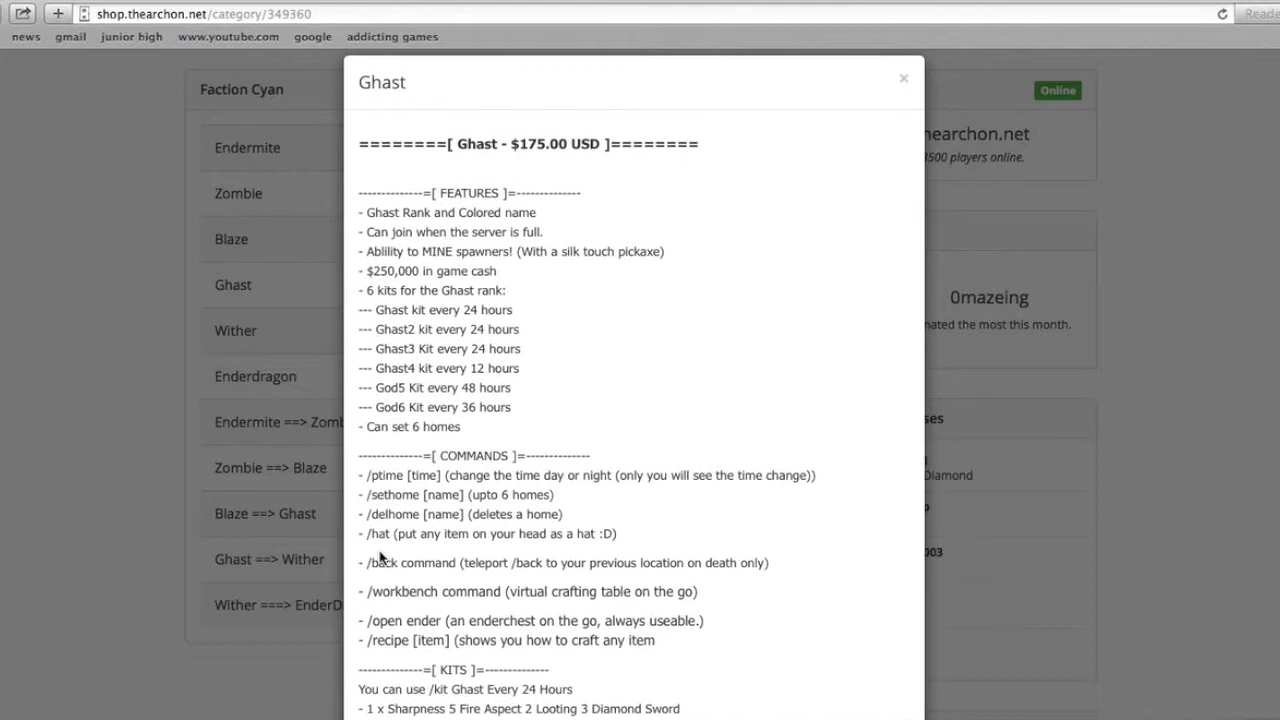 shop.thearchon.net/category/349360
news gmail junior high www.youtube.com google addicting games
Faction Cyan
Endermite
Zombie
Blaze
Ghast
Wither
Enderdragon
Endermite ==> Zomb
Zombie ==> Blaze
Blaze ==> Ghast
Ghast ==> Wither
Wither ===> EnderD
Ghast
×
========[ Ghast - $175.00 USD ]========
--------------=[ FEATURES ]=--------------
- Ghast Rank and Colored name
- Can join when the server is full.
- Ablility to MINE spawners! (With a silk touch pickaxe)
- $250,000 in game cash
- 6 kits for the Ghast rank:
--- Ghast kit every 24 hours
--- Ghast2 kit every 24 hours
--- Ghast3 Kit every 24 hours
--- Ghast4 kit every 12 hours
--- God5 Kit every 48 hours
--- God6 Kit every 36 hours
- Can set 6 homes
--------------=[ COMMANDS ]=--------------
- /ptime [time] (change the time day or night (only you will see the time change))
- /sethome [name] (upto 6 homes)
- /delhome [name] (deletes a home)
- /hat (put any item on your head as a hat :D)
- /back command (teleport /back to your previous location on death only)
- /workbench command (virtual crafting table on the go)
- /open ender (an enderchest on the go, always useable.)
- /recipe [item] (shows you how to craft any item
--------------=[ KITS ]=--------------
You can use /kit Ghast Every 24 Hours
- 1 x Sharpness 5 Fire Aspect 2 Looting 3 Diamond Sword
Reade
Online
hearchon.net
3500 players online.
0mazeing
nated the most this month.
ses
Diamond
003